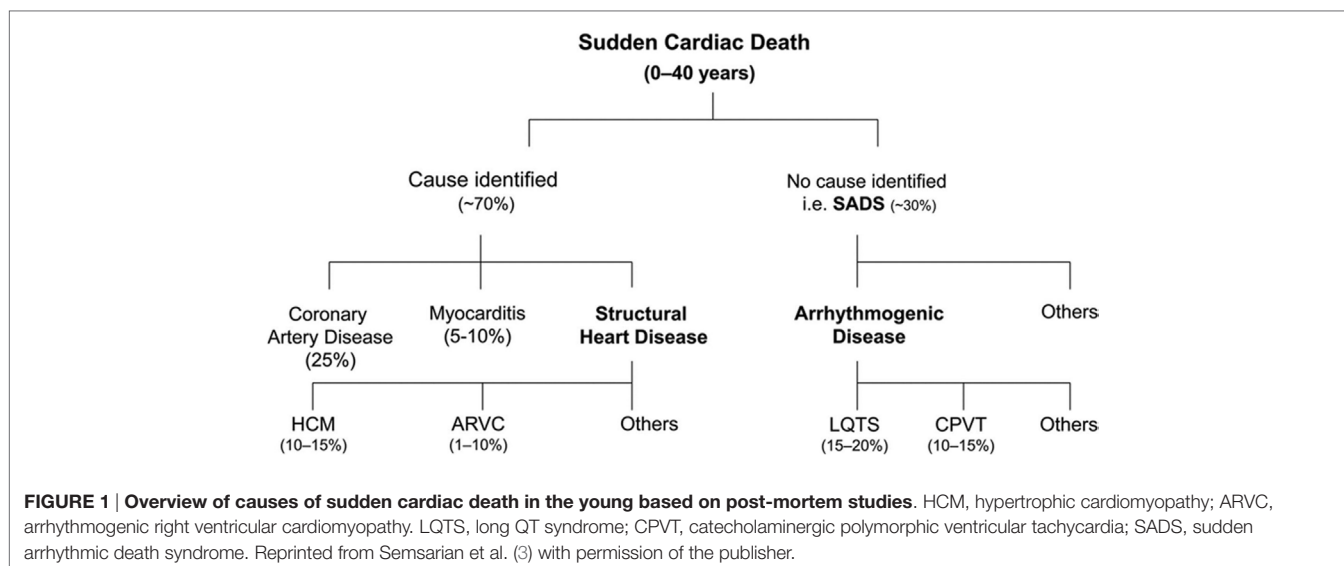 Sudden Cardiac Death
(0–40 years)
Cause identified
(~70%)
No cause identified
i.e. SADS (~30%)
Coronary
Artery Disease
(25%)
Myocarditis
(5-10%)
Structural
Heart Disease
Arrhythmogenic
Disease
Others
HCM
(10–15%)
ARVC
(1–10%)
Others
LQTS
(15–20%)
CPVT
(10–15%)
Others
FIGURE 1 | Overview of causes of sudden cardiac death in the young based on post-mortem studies. HCM, hypertrophic cardiomyopathy; ARVC,
arrhythmogenic right ventricular cardiomyopathy. LQTS, long QT syndrome; CPVT, catecholaminergic polymorphic ventricular tachycardia; SADS, sudden
arrhythmic death syndrome. Reprinted from Semsarian et al. (3) with permission of the publisher.